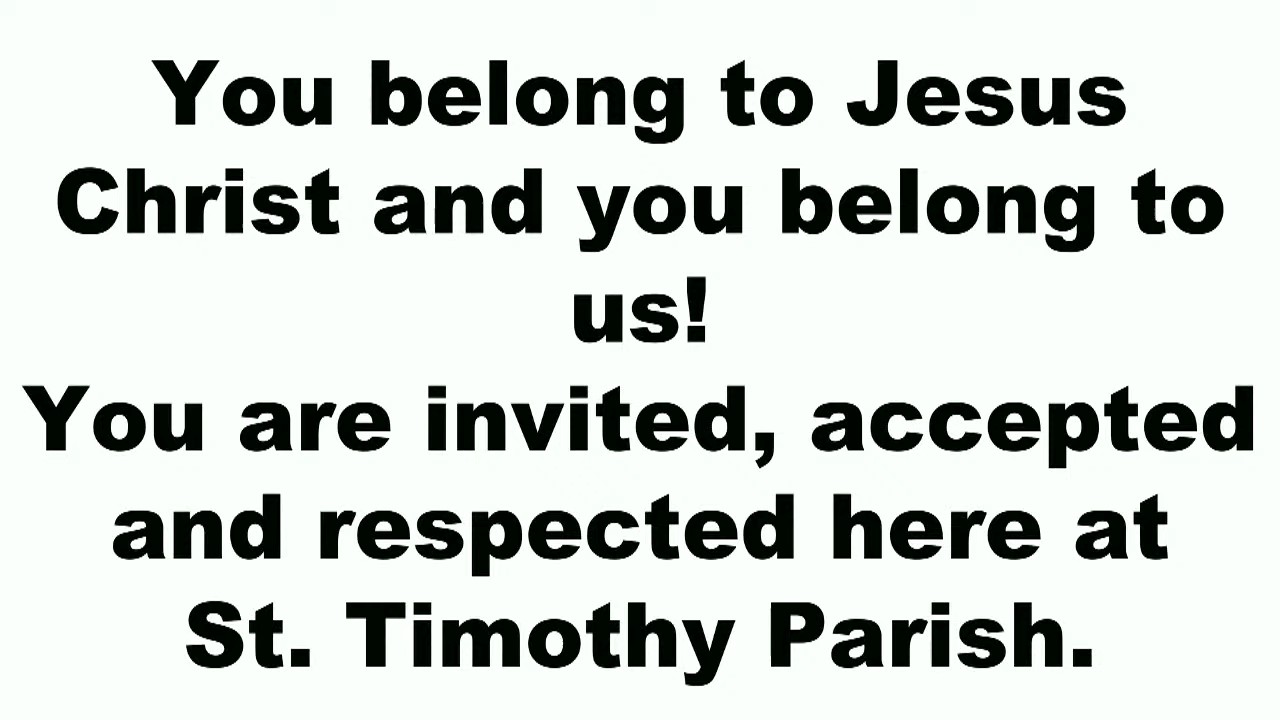 You belong to Jesus
Christ and you belong to
us!
You are invited, accepted
and respected here at
St. Timothy Parish.